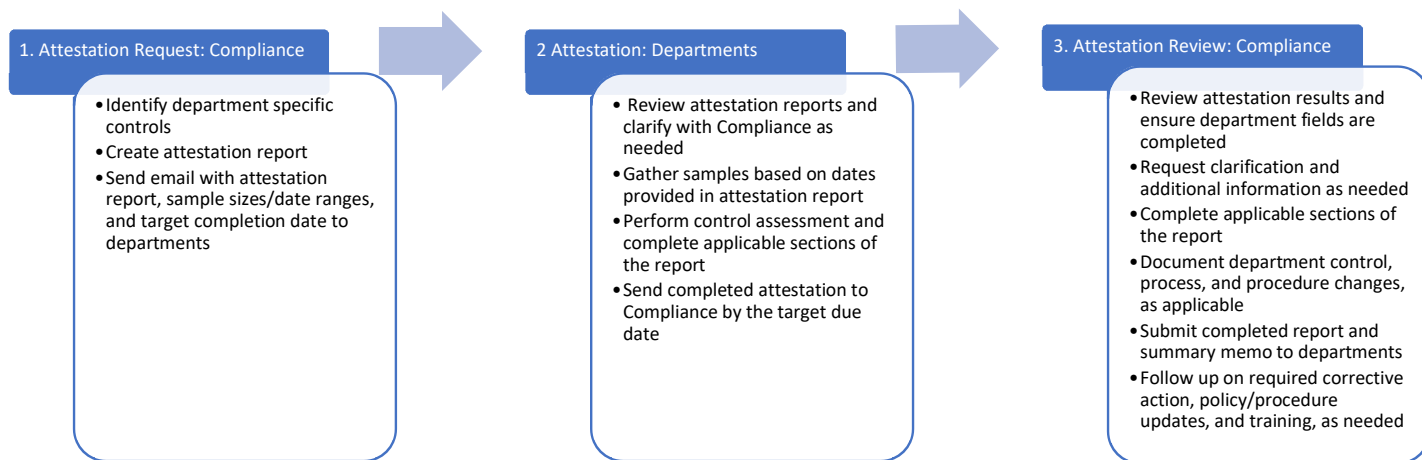 1. Attestation Request: Compliance
•Identify department specific
controls
•Create attestation report
•Send email with attestation
report, sample sizes/date ranges,
and target completion date to
departments
2 Attestation: Departments
• Review attestation reports and
clarify with Compliance as
needed
•Gather samples based on dates
provided in attestation report
•Perform control assessment and
complete applicable sections of
the report
•Send completed attestation to
Compliance by the target due
date
3. Attestation Review: Compliance
•Review attestation results and
ensure department fields are
completed
•Request clarification and
additional information as needed
•Complete applicable sections of
the report
•Document department control,
process, and procedure changes,
as applicable
•Submit completed report and
summary memo to departments
•Follow up on required corrective
action, policy/procedure
updates, and training, as needed